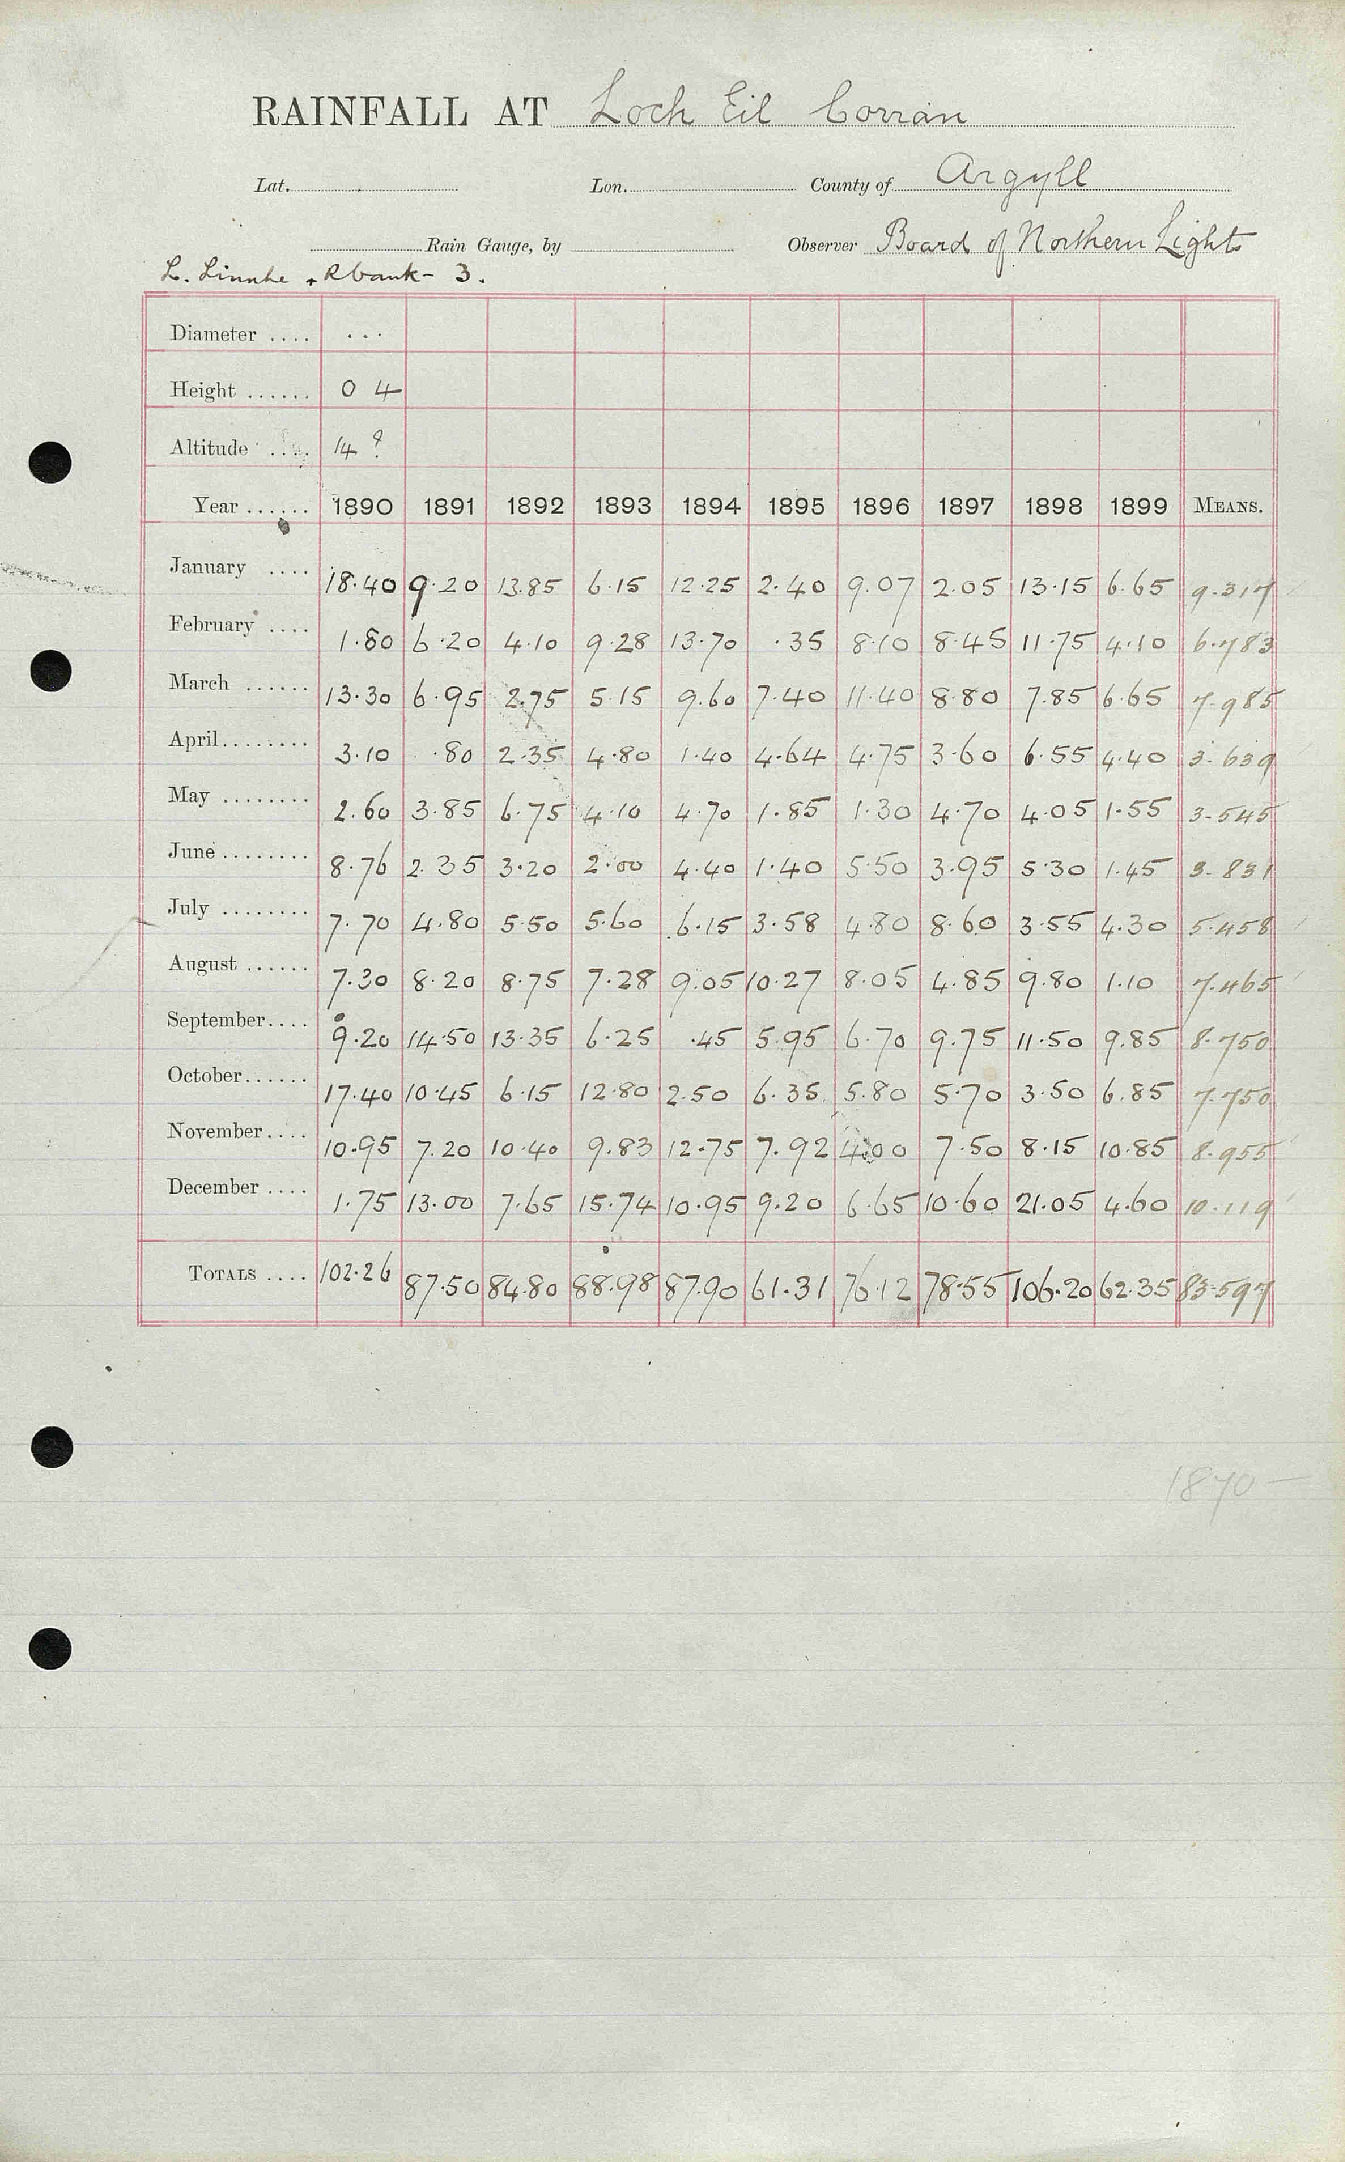 RAINFALL AT Loch Eil Corran
Lat. Lon. County of Argyll
Rain Gauge, by Observer Board of Northern Light
L. Linnhe + Rbank - 3.
Diameter .... ...
Height ...... 0 4
Altitude .... 14 ?
Year ...... 1890 1891 1892 1893 1894 1895 1896 1897 1898 1899 MEANS.
January .... 18.40 9.20 13.85 6.15 12.25 2.40 9.07 2.05 13.15 6.65 9.317
February .... 1.80 6.20 4.10 9.28 13.70 .35 8.10 8.45 11.75 4.10 6.783
March ...... 13.30 6.95 2.75 5.15 9.60 7.40 11.40 8.80 7.85 6.65 7.985
April........ 3.10 .80 2.35 4.80 1.40 4.64 4.75 3.60 6.55 4.40 3.639
May ........ 2.60 3.85 6.75 4.10 4.70 1.85 1.30 4.70 4.05 1.55 3.545
June ........ 8.76 2.35 3.20 2.00 4.40 1.40 5.50 3.95 5.30 1.45 3.831
July ........ 7.70 4.80 5.50 5.60 6.15 3.58 4.80 8.60 3.55 4.30 5.458
August ...... 7.30 8.20 8.75 7.28 9.05 10.27 8.05 4.85 9.80 1.10 7.465
September.... 9.20 14.50 13.35 6.25 .45 5.95 6.70 9.75 11.50 9.85 8.750
October...... 17.40 10.45 6.15 12.80 2.50 6.35 5.80 5.70 3.50 6.85 7.750
November.... 10.95 7.20 10.40 9.83 12.75 7.92 4.00 7.50 8.15 10.85 8.955
December .... 1.75 13.00 7.65 15.74 10.95 9.20 6.65 10.60 21.05 4.60 10.119
TOTALS .... 102.26 87.50 84.80 88.98 87.90 61.31 76.12 78.55 106.20 62.35 83.597
1870 —